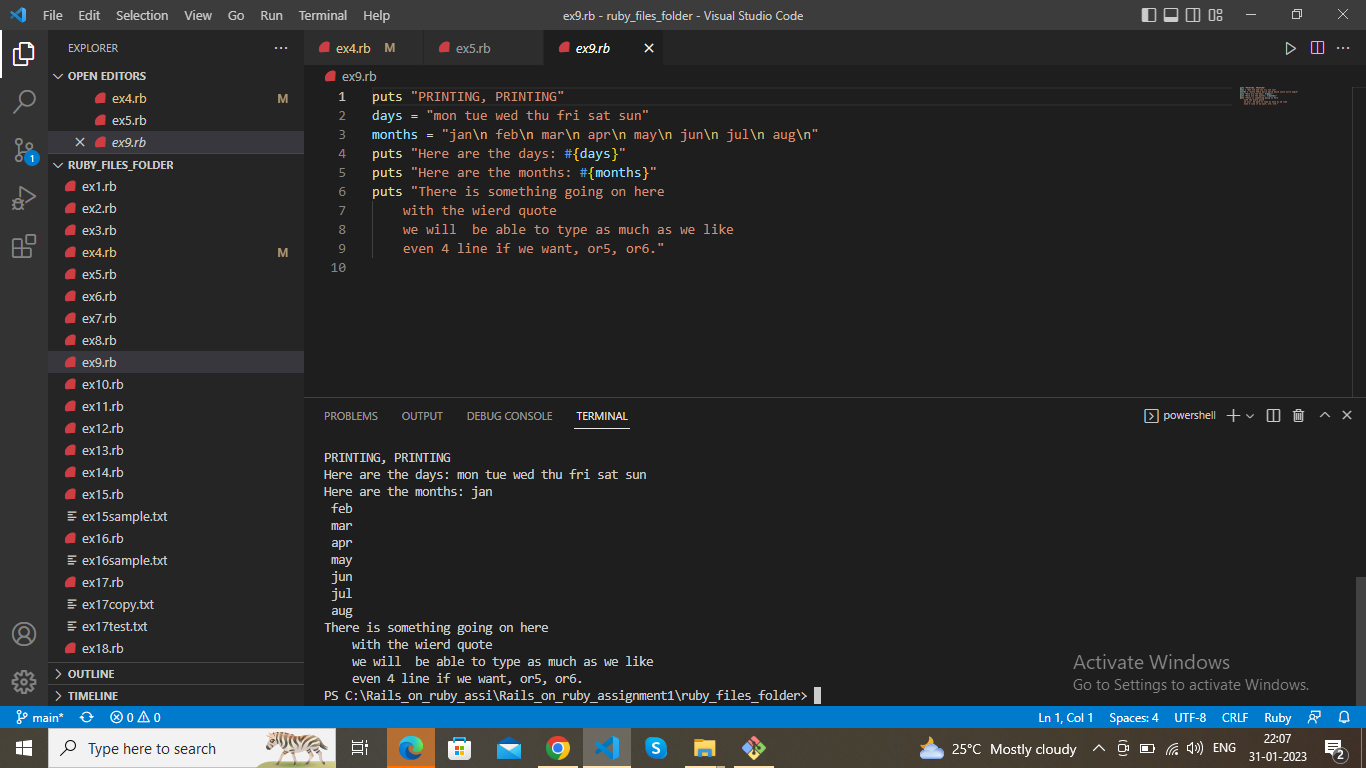 File Edit Selection View Go Run Terminal Help
ex9.rb - ruby_files_folder - Visual Studio Code
EXPLORER
OPEN EDITORS
ex4.rb M
ex5.rb
ex9.rb
RUBY_FILES_FOLDER
ex1.rb
ex2.rb
ex3.rb
ex4.rb M
ex5.rb
ex6.rb
ex7.rb
ex8.rb
ex9.rb
ex10.rb
ex11.rb
ex12.rb
ex13.rb
ex14.rb
ex15.rb
ex15sample.txt
ex16.rb
ex16sample.txt
ex17.rb
ex17copy.txt
ex17test.txt
ex18.rb
OUTLINE
TIMELINE
1
ex4.rb M ex5.rb ex9.rb
ex9.rb
1 puts "PRINTING, PRINTING"
2 days = "mon tue wed thu fri sat sun"
3 months = "jan\n feb\n mar\n apr\n may\n jun\n jul\n aug\n"
4 puts "Here are the days: #{days}"
5 puts "Here are the months: #{months}"
6 puts "There is something going on here
7     with the wierd quote
8     we will  be able to type as much as we like
9     even 4 line if we want, or5, or6."
10
PROBLEMS OUTPUT DEBUG CONSOLE TERMINAL
powershell
PRINTING, PRINTING
Here are the days: mon tue wed thu fri sat sun
Here are the months: jan
 feb
 mar
 apr
 may
 jun
 jul
 aug
There is something going on here
    with the wierd quote
    we will  be able to type as much as we like
    even 4 line if we want, or5, or6.
PS C:\Rails_on_ruby_assi\Rails_on_ruby_assignment1\ruby_files_folder>
Activate Windows
Go to Settings to activate Windows.
main* 0 0
Ln 1, Col 1 Spaces: 4 UTF-8 CRLF Ruby
Type here to search
25°C Mostly cloudy
ENG
22:07
31-01-2023
2